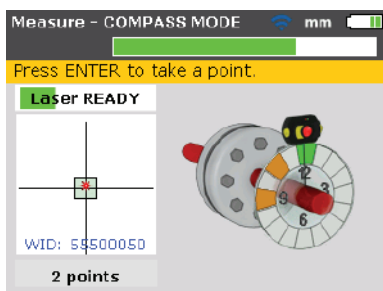 Measure - COMPASS MODE mm
Press ENTER to take a point.
Laser READY
12
3
9
6
WID: 55500050
2 points